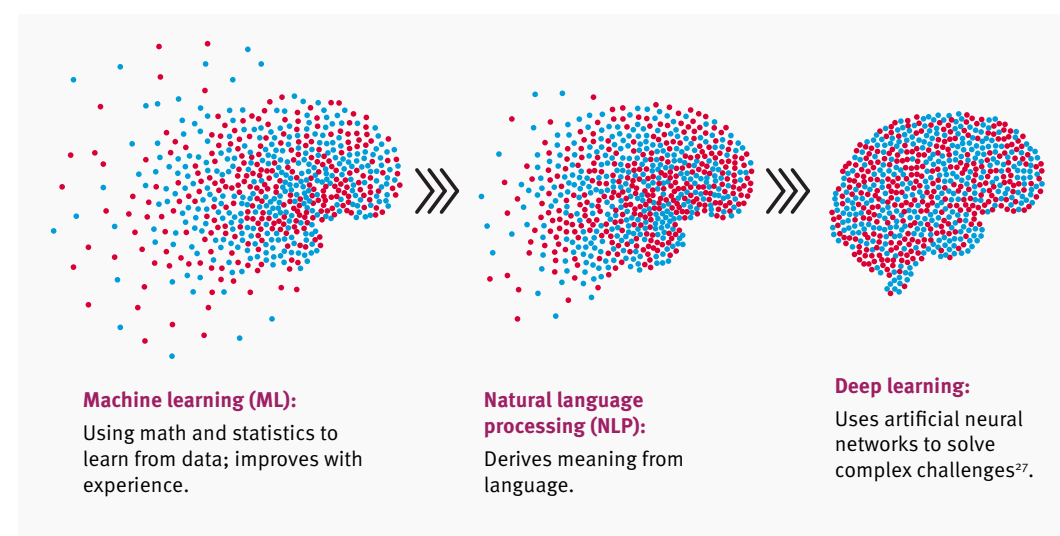 Machine learning (ML):
Using math and statistics to
learn from data; improves with
experience.
Natural language
processing (NLP):
Derives meaning from
language.
Deep learning:
Uses artificial neural
networks to solve
complex challenges²⁷.